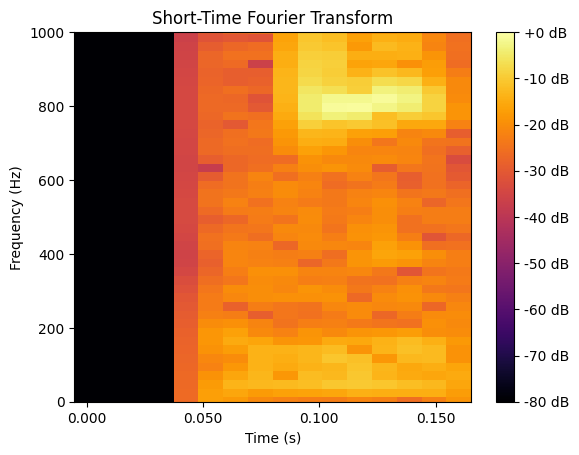 Short-Time Fourier Transform
1000
800
600
400
200
0
Frequency (Hz)
0.000
0.050
0.100
0.150
Time (s)
+0 dB
-10 dB
-20 dB
-30 dB
-40 dB
-50 dB
-60 dB
-70 dB
-80 dB